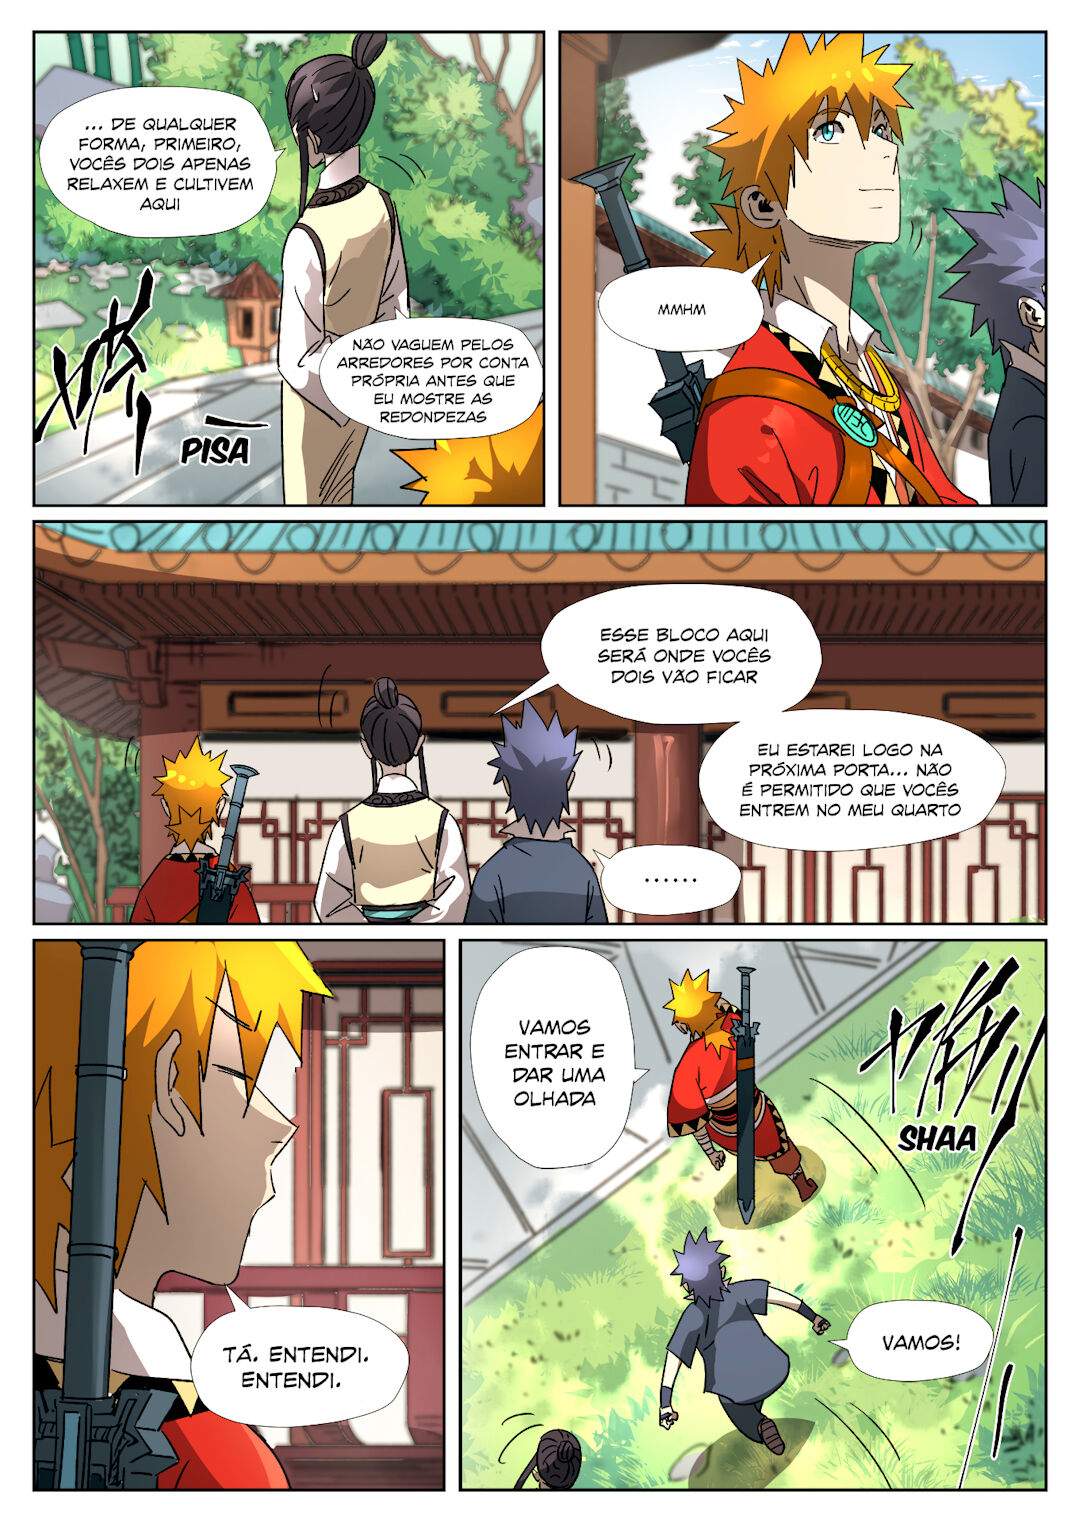 ... DE QUALQUER
FORMA, PRIMEIRO,
VOCÊS DOIS APENAS
RELAXEM E CULTIVEM
AQUI
NÃO VAGUEM PELOS
ARREDORES POR CONTA
PRÓPRIA ANTES QUE
EU MOSTRE AS
REDONDEZAS
PISA
MMHM
ESSE BLOCO AQUI
SERÁ ONDE VOCÊS
DOIS VÃO FICAR
EU ESTAREI LOGO NA
PRÓXIMA PORTA... NÃO
É PERMITIDO QUE VOCÊS
ENTREM NO MEU QUARTO
......
TÁ. ENTENDI.
ENTENDI.
VAMOS
ENTRAR E
DAR UMA
OLHADA
SHAA
VAMOS!